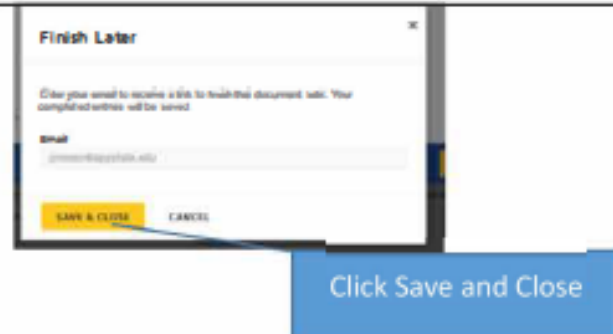 Finish Later
×
Enter your email to receive a link to finish this document later. Your
completed entries will be saved
Email
SAVE & CLOSE CANCEL
Click Save and Close